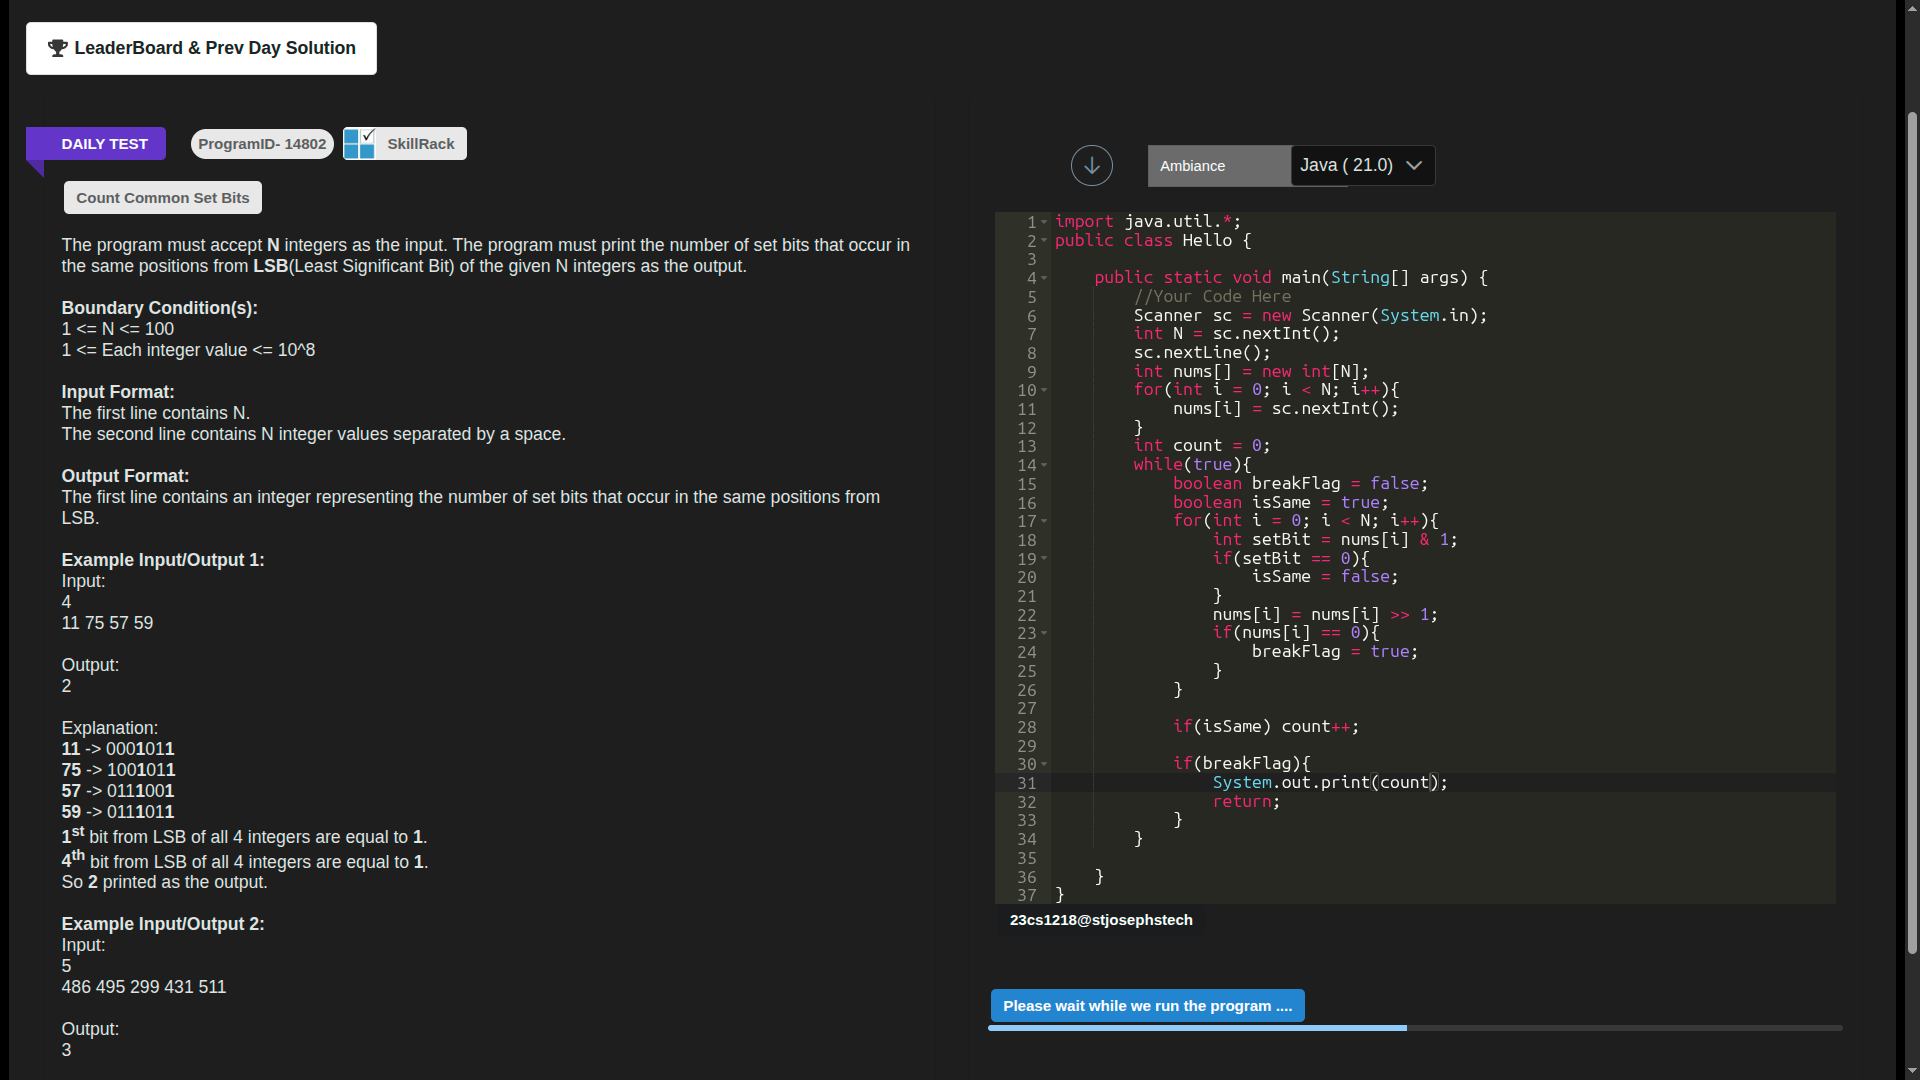 LeaderBoard & Prev Day Solution
DAILY TEST
ProgramID- 14802
SkillRack
Count Common Set Bits
The program must accept N integers as the input. The program must print the number of set bits that occur in
the same positions from LSB(Least Significant Bit) of the given N integers as the output.
Boundary Condition(s):
1 <= N <= 100
1 <= Each integer value <= 10^8
Input Format:
The first line contains N.
The second line contains N integer values separated by a space.
Output Format:
The first line contains an integer representing the number of set bits that occur in the same positions from
LSB.
Example Input/Output 1:
Input:
4
11 75 57 59
Output:
2
Explanation:
11 -> 0001011
75 -> 1001011
57 -> 0111001
59 -> 0111011
1st bit from LSB of all 4 integers are equal to 1.
4th bit from LSB of all 4 integers are equal to 1.
So 2 printed as the output.
Example Input/Output 2:
Input:
5
486 495 299 431 511
Output:
3
Ambiance
Java ( 21.0)
1 import java.util.*;
2 public class Hello {
3
4     public static void main(String[] args) {
5         //Your Code Here
6         Scanner sc = new Scanner(System.in);
7         int N = sc.nextInt();
8         sc.nextLine();
9         int nums[] = new int[N];
10         for(int i = 0; i < N; i++){
11             nums[i] = sc.nextInt();
12         }
13         int count = 0;
14         while(true){
15             boolean breakFlag = false;
16             boolean isSame = true;
17             for(int i = 0; i < N; i++){
18                 int setBit = nums[i] & 1;
19                 if(setBit == 0){
20                     isSame = false;
21                 }
22                 nums[i] = nums[i] >> 1;
23                 if(nums[i] == 0){
24                     breakFlag = true;
25                 }
26             }
27
28             if(isSame) count++;
29
30             if(breakFlag){
31                 System.out.print(count);
32                 return;
33             }
34         }
35
36     }
37 }
23cs1218@stjosephstech
Please wait while we run the program ....